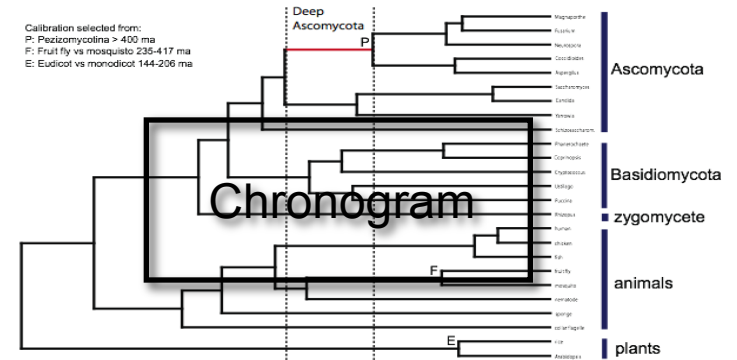 Deep
Ascomycota
Calibration selected from:
P: Pezizomycotina > 400 ma
F: Fruit fly vs mosquisto 235-417 ma
E: Eudicot vs monodicot 144-206 ma
P
Magnaporthe
Fusarium
Neurospora
Coccidioides
Aspergillus
Ascomycota
Saccharomyces
Candida
Yarrowia
Schizosaccharom.
Phanerochaete
Coprinopsis
Cryptococcus
Basidiomycota
Ustilago
Puccinia
Chronogram
Rhizopus
zygomycete
human
chicken
fish
F
fruitfly
mosquito
animals
nematode
sponge
collarflagelle
E
rice
plants
Arabidopsis